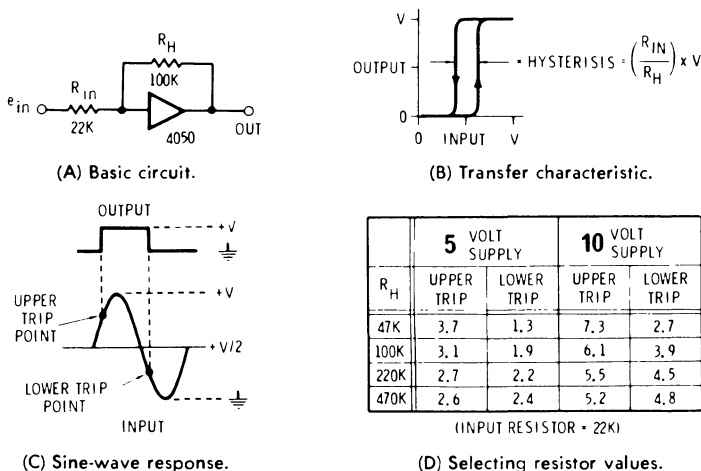 R_H
100K
e_in
R_in
22K
4050
OUT
(A) Basic circuit.
V
OUTPUT
= HYSTERISIS = (R_IN / R_H) x V
0
0
INPUT
V
(B) Transfer characteristic.
OUTPUT
+V
+V
UPPER
TRIP
POINT
+V/2
LOWER TRIP
POINT
INPUT
(C) Sine-wave response.
5 VOLT SUPPLY 10 VOLT SUPPLY
R_H UPPER TRIP LOWER TRIP UPPER TRIP LOWER TRIP
47K 3.7 1.3 7.3 2.7
100K 3.1 1.9 6.1 3.9
220K 2.7 2.2 5.5 4.5
470K 2.6 2.4 5.2 4.8
(INPUT RESISTOR = 22K)
(D) Selecting resistor values.